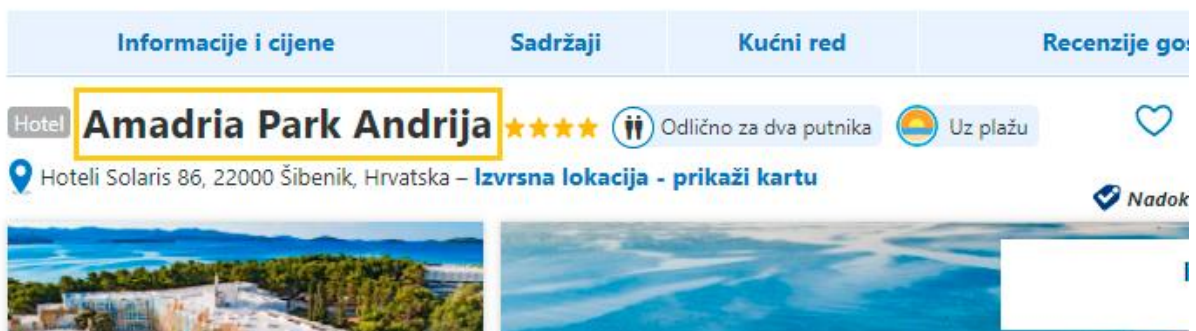 Informacije i cijene Sadržaji Kućni red Recenzije
Hotel Amadria Park Andrija Odlično za dva putnika Uz plažu
Hoteli Solaris 86, 22000 Šibenik, Hrvatska – Izvrsna lokacija - prikaži kartu